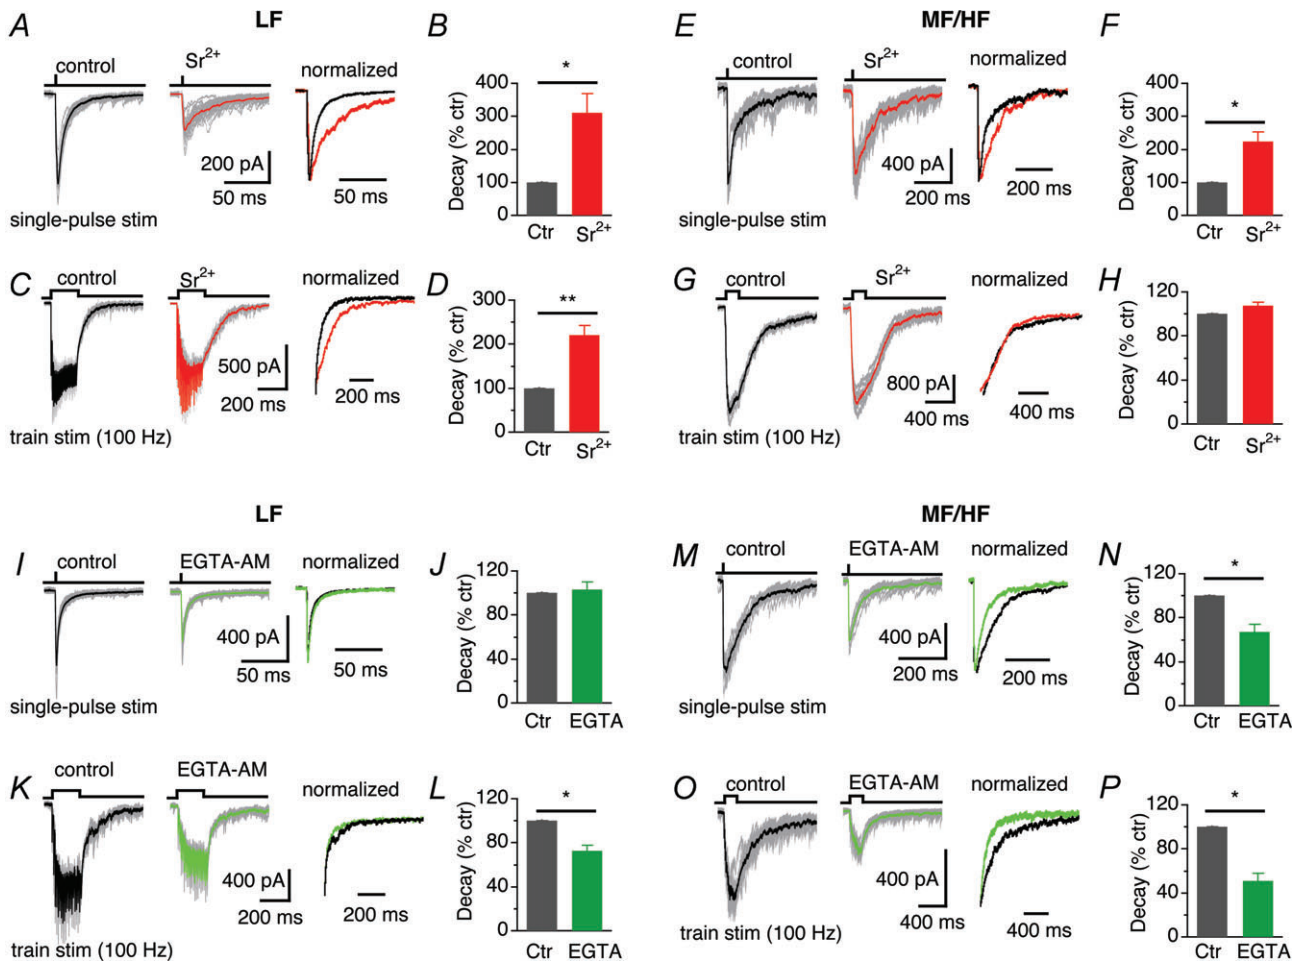 LF
MF/HF
A
control
Sr2+
normalized
200 pA
50 ms
50 ms
single-pulse stim
B
Decay (% ctr)
400
300
200
100
0
*
Ctr
Sr2+
E
control
Sr2+
normalized
400 pA
200 ms
200 ms
single-pulse stim
F
Decay (% ctr)
400
300
200
100
0
*
Ctr
Sr2+
C
control
Sr2+
normalized
500 pA
200 ms
200 ms
train stim (100 Hz)
D
Decay (% ctr)
300
200
100
0
**
Ctr
Sr2+
G
Sr2+
normalized
control
800 pA
400 ms
400 ms
train stim (100 Hz)
H
Decay (% ctr)
120
80
40
0
Ctr
Sr2+
LF
MF/HF
I
control
EGTA-AM
normalized
400 pA
50 ms
50 ms
single-pulse stim
J
Decay (% ctr)
120
80
40
0
Ctr
EGTA
M
control
EGTA-AM
normalized
400 pA
200 ms
200 ms
single-pulse stim
N
Decay (% ctr)
120
80
40
0
*
Ctr
EGTA
K
control
EGTA-AM
normalized
400 pA
200 ms
200 ms
train stim (100 Hz)
L
Decay (% ctr)
120
80
40
0
*
Ctr
EGTA
O
control
EGTA-AM
normalized
400 pA
400 ms
400 ms
train stim (100 Hz)
P
Decay (% ctr)
120
80
40
0
*
Ctr
EGTA